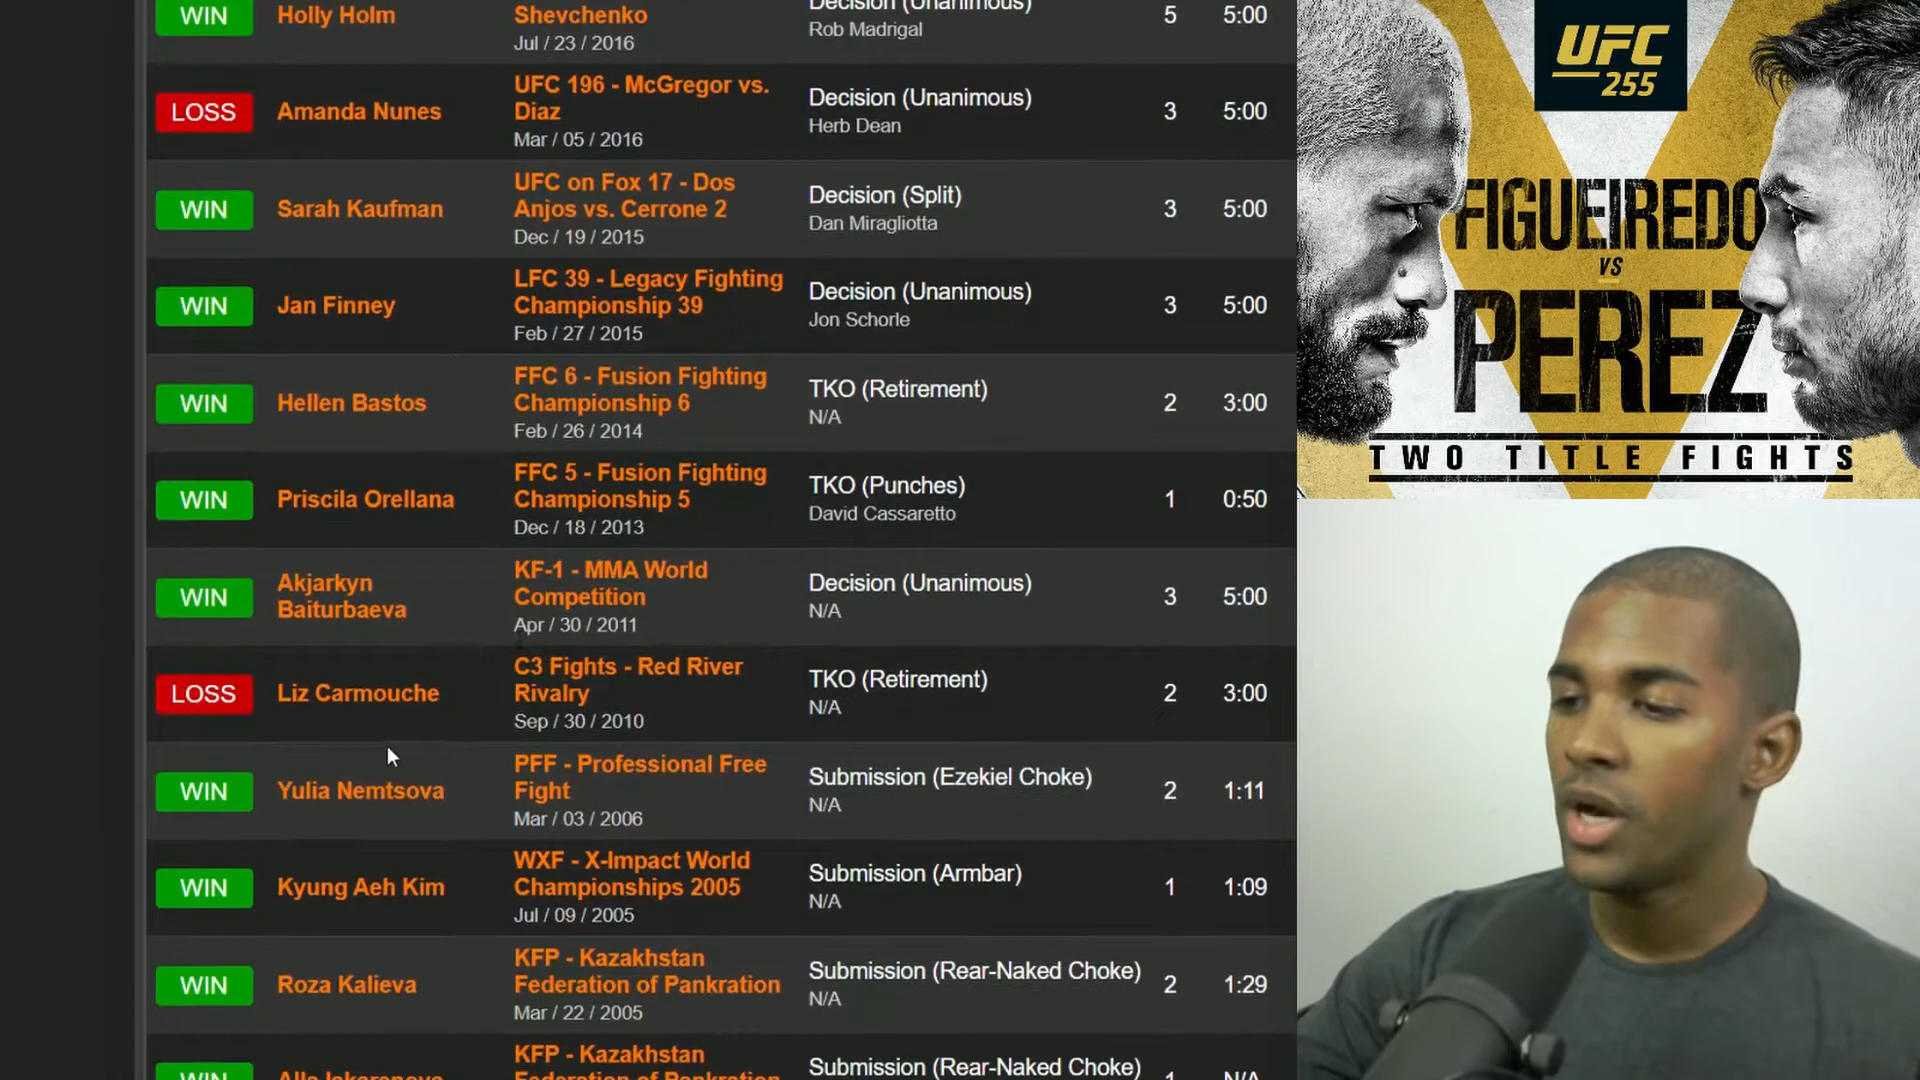 WIN
Holly Holm
Shevchenko
Jul / 23 / 2016
Decision (Unanimous)
Rob Madrigal
5
5:00
LOSS
Amanda Nunes
UFC 196 - McGregor vs.
Diaz
Mar / 05 / 2016
Decision (Unanimous)
Herb Dean
3
5:00
WIN
Sarah Kaufman
UFC on Fox 17 - Dos
Anjos vs. Cerrone 2
Dec / 19 / 2015
Decision (Split)
Dan Miragliotta
3
5:00
WIN
Jan Finney
LFC 39 - Legacy Fighting
Championship 39
Feb / 27 / 2015
Decision (Unanimous)
Jon Schorle
3
5:00
WIN
Hellen Bastos
FFC 6 - Fusion Fighting
Championship 6
Feb / 26 / 2014
TKO (Retirement)
N/A
2
3:00
WIN
Priscila Orellana
FFC 5 - Fusion Fighting
Championship 5
Dec / 18 / 2013
TKO (Punches)
David Cassaretto
1
0:50
WIN
Akjarkyn
Baiturbaeva
KF-1 - MMA World
Competition
Apr / 30 / 2011
Decision (Unanimous)
N/A
3
5:00
LOSS
Liz Carmouche
C3 Fights - Red River
Rivalry
Sep / 30 / 2010
TKO (Retirement)
N/A
2
3:00
WIN
Yulia Nemtsova
PFF - Professional Free
Fight
Mar / 03 / 2006
Submission (Ezekiel Choke)
N/A
2
1:11
WIN
Kyung Aeh Kim
WXF - X-Impact World
Championships 2005
Jul / 09 / 2005
Submission (Armbar)
N/A
1
1:09
WIN
Roza Kalieva
KFP - Kazakhstan
Federation of Pankration
Mar / 22 / 2005
Submission (Rear-Naked Choke)
N/A
2
1:29
WIN
KFP - Kazakhstan
Federation of Pankration
Submission (Rear-Naked Choke)
1
N/A
UFC
255
FIGUEIREDO
VS
PEREZ
TWO TITLE FIGHTS